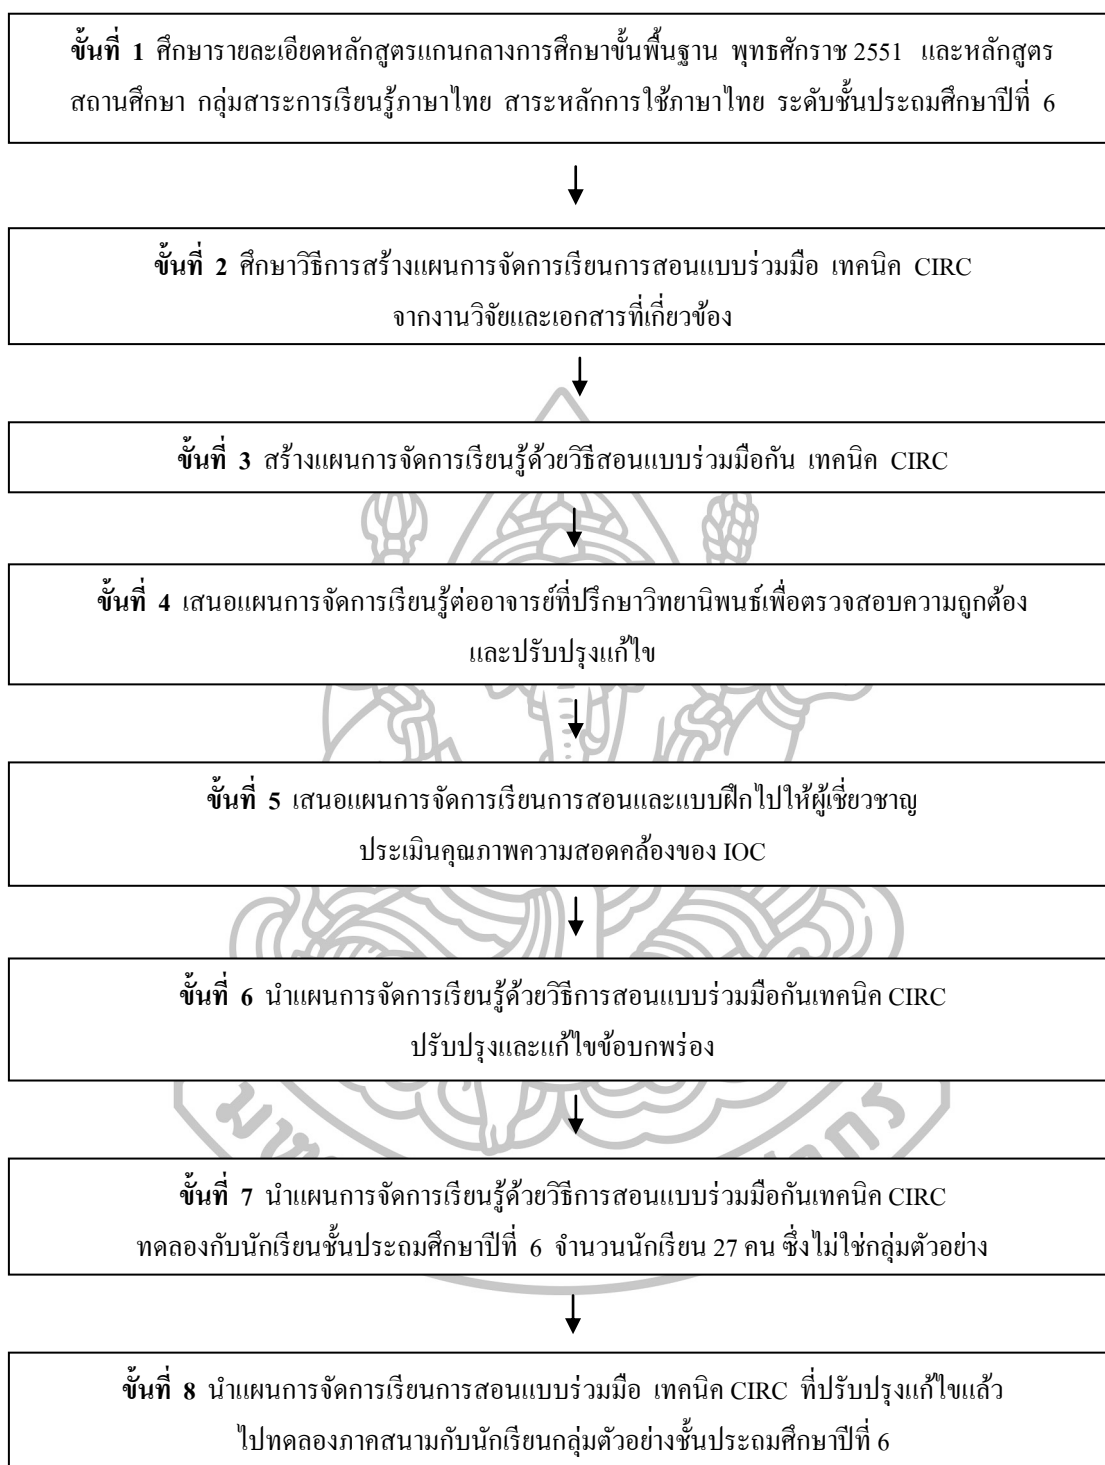 ขั้นที่ 1 ศึกษารายละเอียดหลักสูตรแกนกลางการศึกษาขั้นพื้นฐาน พุทธศักราช 2551 และหลักสูตร
สถานศึกษา กลุ่มสาระการเรียนรู้ภาษาไทย สาระหลักการใช้ภาษาไทย ระดับชั้นประถมศึกษาปีที่ 6
ขั้นที่ 2 ศึกษาวิธีการสร้างแผนการจัดการเรียนการสอนแบบร่วมมือ เทคนิค CIRC
จากงานวิจัยและเอกสารที่เกี่ยวข้อง
ขั้นที่ 3 สร้างแผนการจัดการเรียนรู้ด้วยวิธีสอนแบบร่วมมือกัน เทคนิค CIRC
ขั้นที่ 4 เสนอแผนการจัดการเรียนรู้ต่ออาจารย์ที่ปรึกษาวิทยานิพนธ์เพื่อตรวจสอบความถูกต้อง
และปรับปรุงแก้ไข
ขั้นที่ 5 เสนอแผนการจัดการเรียนการสอนและแบบฝึกไปให้ผู้เชี่ยวชาญ
ประเมินคุณภาพความสอดคล้องของ IOC
ขั้นที่ 6 นำแผนการจัดการเรียนรู้ด้วยวิธีการสอนแบบร่วมมือกันเทคนิค CIRC
ปรับปรุงและแก้ไขข้อบกพร่อง
ขั้นที่ 7 นำแผนการจัดการเรียนรู้ด้วยวิธีการสอนแบบร่วมมือกันเทคนิค CIRC
ทดลองกับนักเรียนชั้นประถมศึกษาปีที่ 6 จำนวนนักเรียน 27 คน ซึ่งไม่ใช่กลุ่มตัวอย่าง
ขั้นที่ 8 นำแผนการจัดการเรียนการสอนแบบร่วมมือ เทคนิค CIRC ที่ปรับปรุงแก้ไขแล้ว
ไปทดลองภาคสนามกับนักเรียนกลุ่มตัวอย่างชั้นประถมศึกษาปีที่ 6